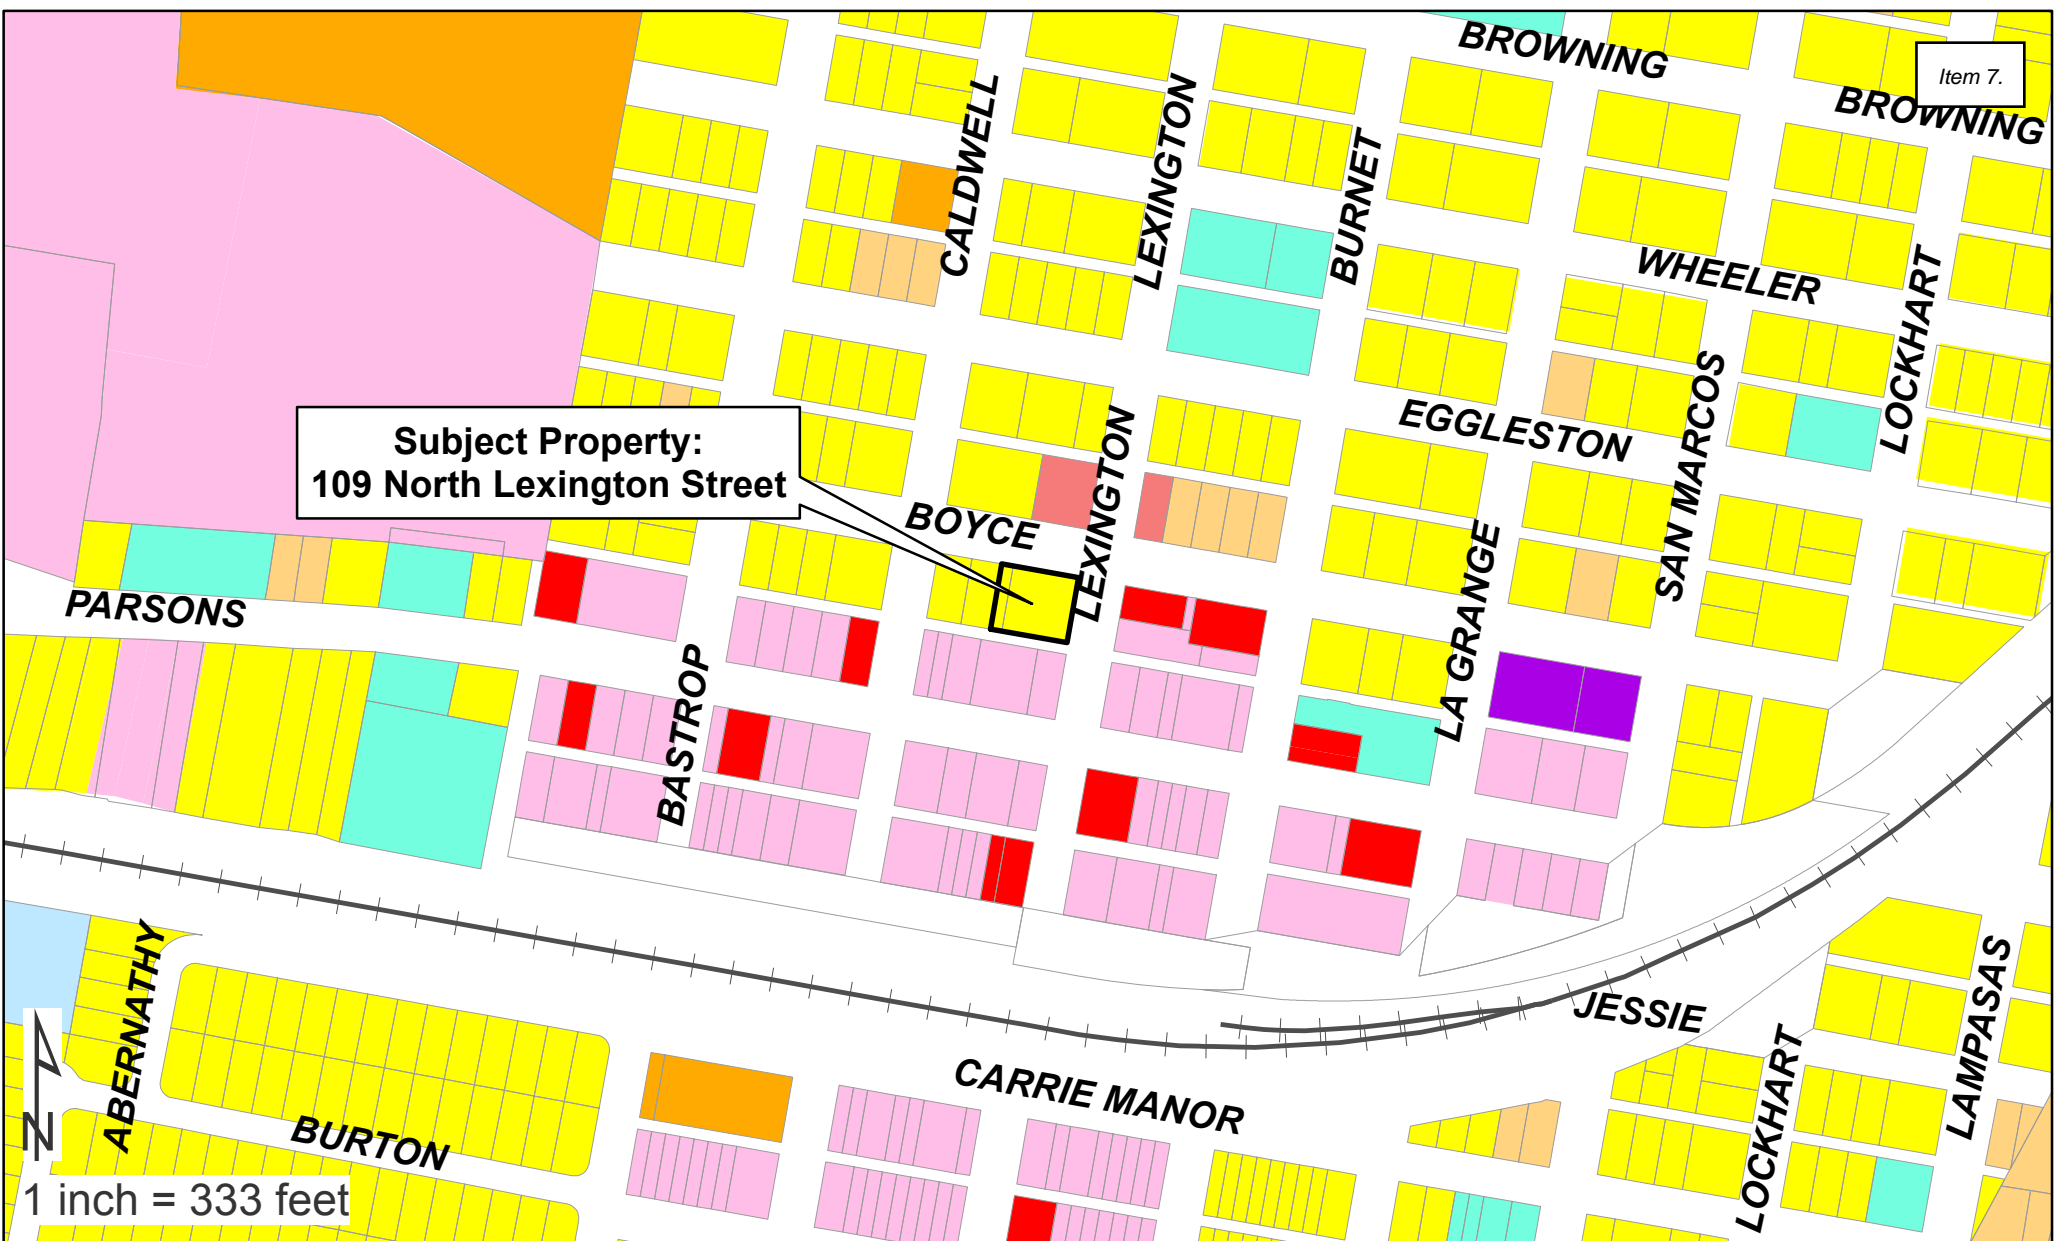 BROWNING
Item 7.
BROWNING
CALDWELL
LEXINGTON
BURNET
WHEELER
LOCKHART
Subject Property:
109 North Lexington Street
EGGLESTON
SAN MARCOS
LEXINGTON
BOYCE
LA GRANGE
PARSONS
BASTROP
ABERNATHY
JESSIE
LAMPASAS
CARRIE MANOR
LOCKHART
BURTON
N
1 inch = 333 feet